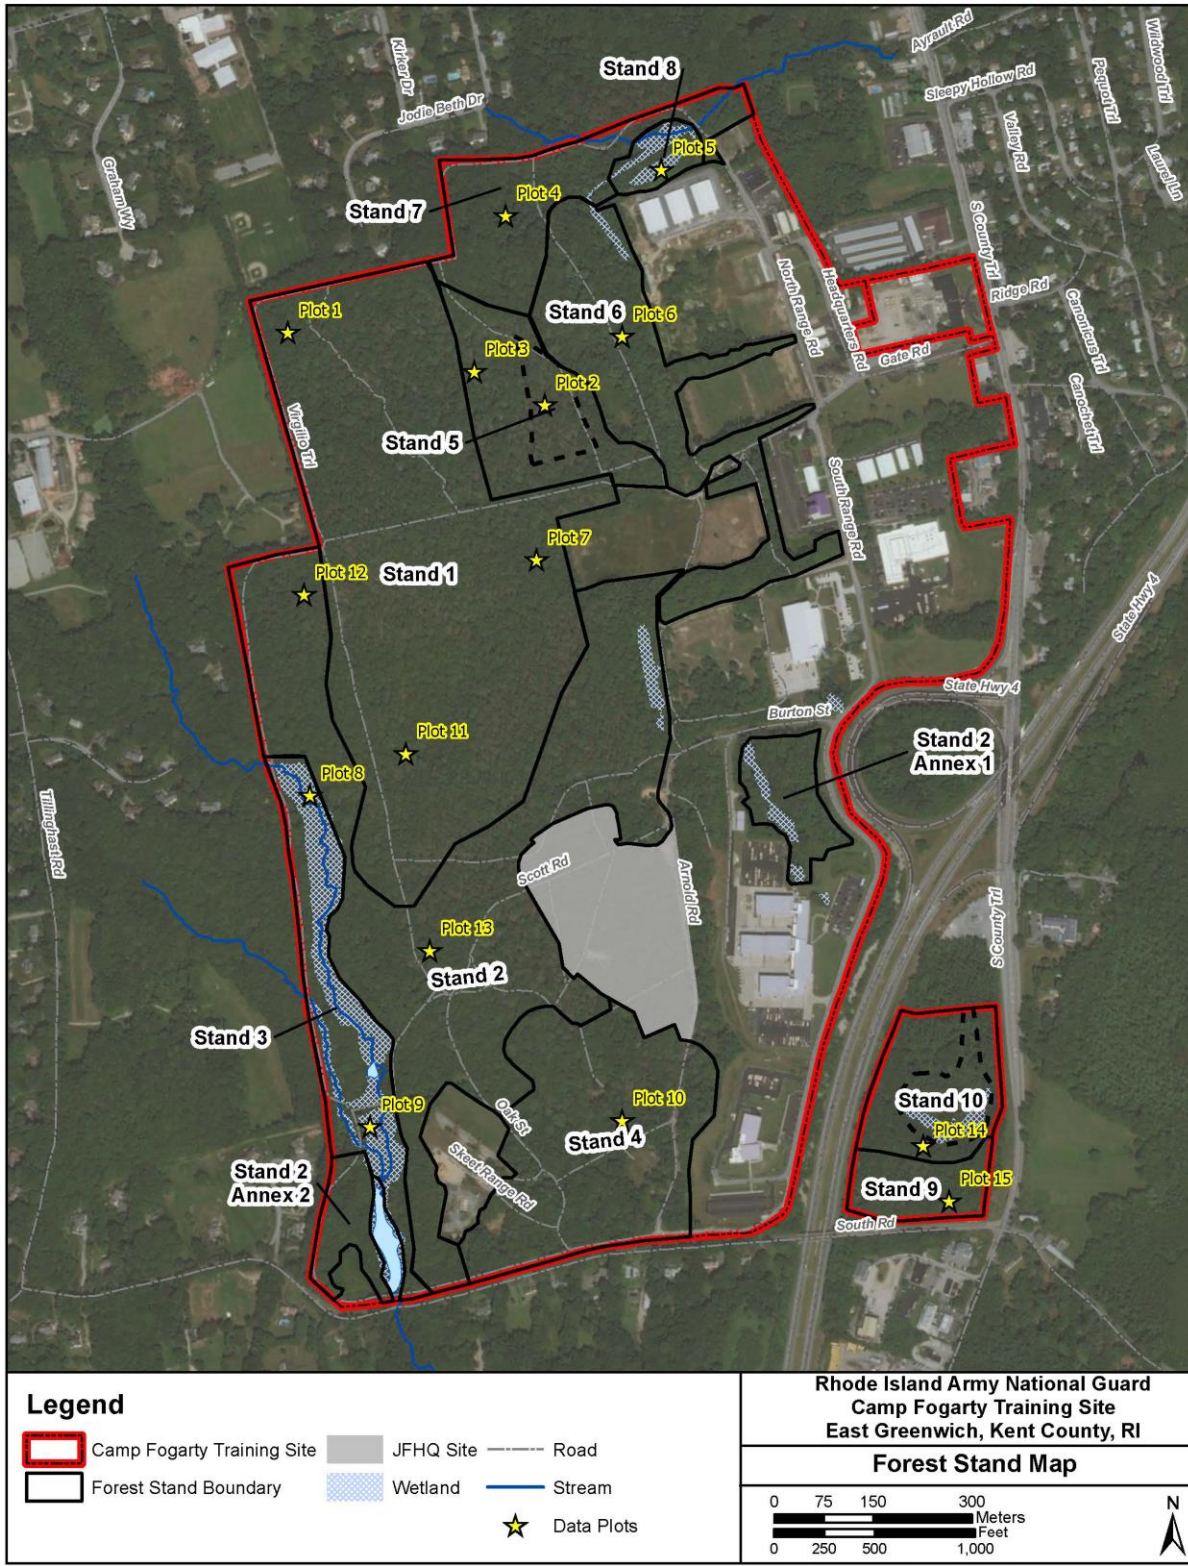 Ayrault Rd
Kirker Dr
Stand 8
Sleepy Hollow Rd
Pequot Trl
Wildwood Trl
Jodie Beth Dr
Valley Rd
Laurel Ln
Graham Wy
Plot 5
Stand 7
Plot 4
S County Trl
North Range Rd
Headquarters Rd
Ridge Rd
Canonicus Trl
Plot 1
Stand 6
Plot 6
Gate Rd
Plot 3
Plot 2
Canochet Trl
Virgilio Trl
Stand 5
South Range Rd
Plot 7
Plot 12
Stand 1
State Hwy 4
State Hwy 4
Burton St
Plot 11
Stand 2
Annex 1
Plot 8
Tillinghast Rd
Scott Rd
Arnold Rd
S County Trl
Plot 13
Stand 2
Stand 3
Stand 10
Plot 9
Oak St
Plot 10
Stand 4
Plot 14
Skeet Range Rd
Stand 2
Annex 2
Plot 15
Stand 9
South Rd
Legend
Camp Fogarty Training Site
JFHQ Site
Road
Forest Stand Boundary
Wetland
Stream
Data Plots
Rhode Island Army National Guard
Camp Fogarty Training Site
East Greenwich, Kent County, RI
Forest Stand Map
0 75 150 300
Meters
Feet
0 250 500 1,000
N